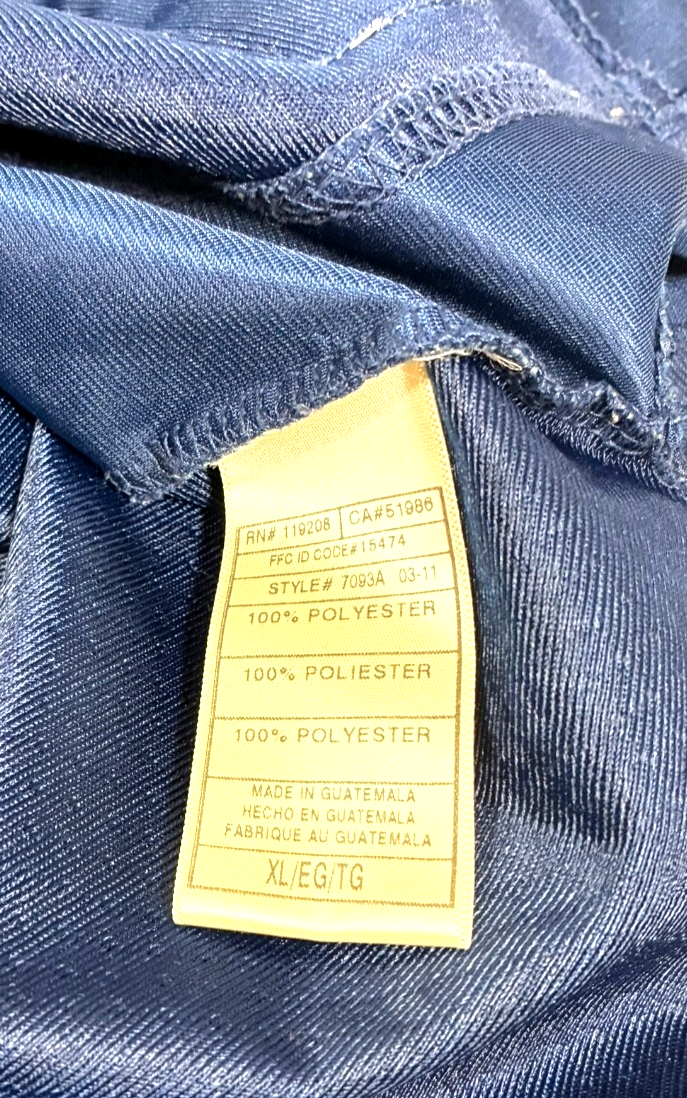 RN# 119208 CA#51986
FFC ID CODE#15474
STYLE# 7093A 03-11
100% POLYESTER
100% POLIESTER
100% POLYESTER
MADE IN GUATEMALA
HECHO EN GUATEMALA
FABRIQUE AU GUATEMALA
XL/EG/TG